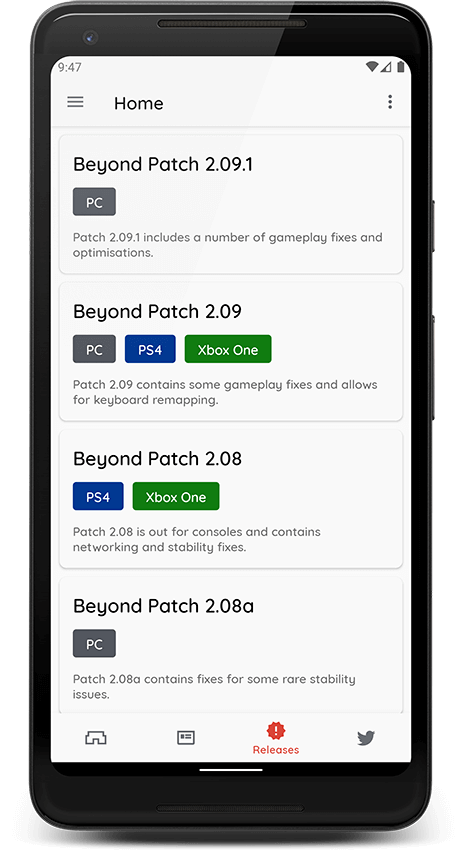 9:47
Home
Beyond Patch 2.09.1
PC
Patch 2.09.1 includes a number of gameplay fixes and
optimisations.
Beyond Patch 2.09
PC PS4 Xbox One
Patch 2.09 contains some gameplay fixes and allows
for keyboard remapping.
Beyond Patch 2.08
PS4 Xbox One
Patch 2.08 is out for consoles and contains
networking and stability fixes.
Beyond Patch 2.08a
PC
Patch 2.08a contains fixes for some rare stability
issues.
Releases